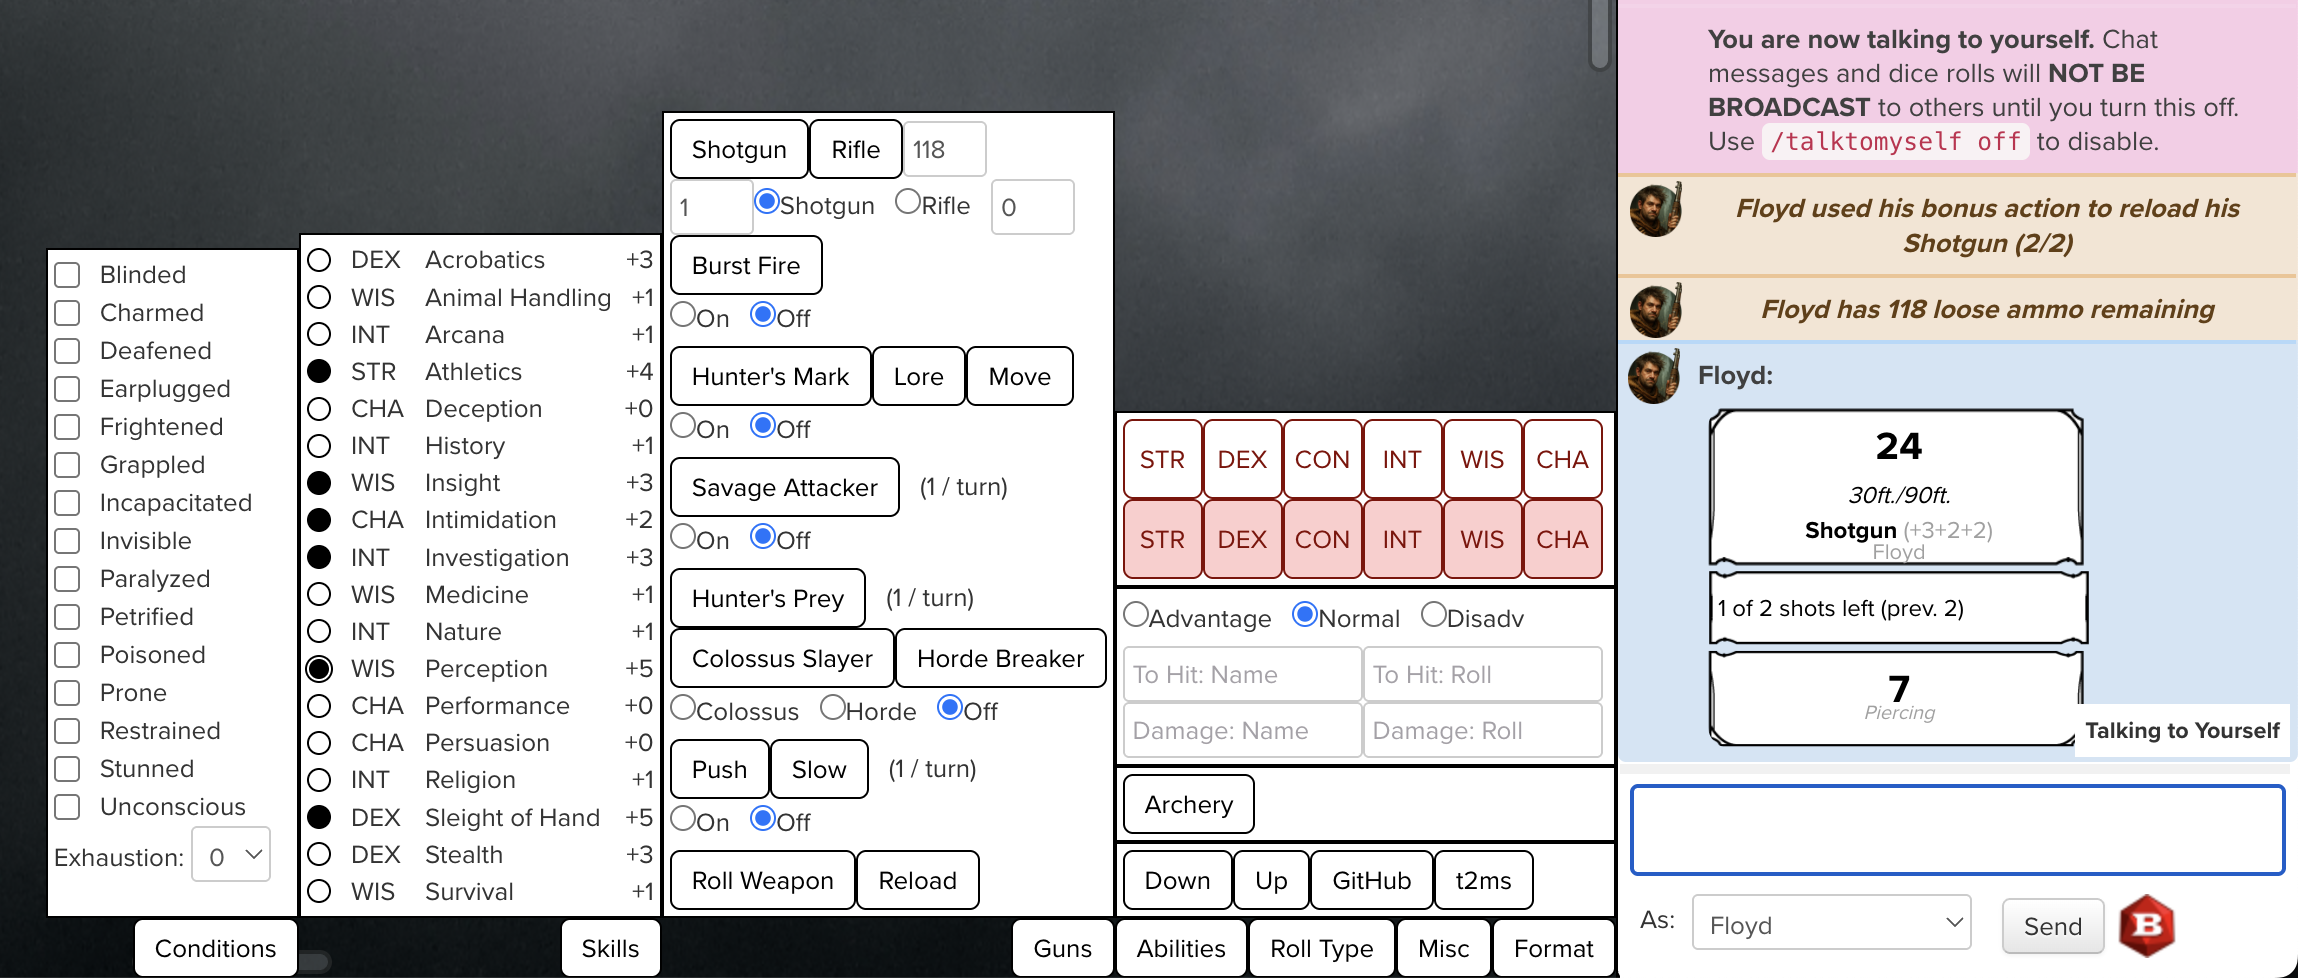 Blinded
Charmed
Deafened
Earplugged
Frightened
Grappled
Incapacitated
Invisible
Paralyzed
Petrified
Poisoned
Prone
Restrained
Stunned
Unconscious
Exhaustion: 0
Conditions
DEX Acrobatics +3
WIS Animal Handling +1
INT Arcana +1
STR Athletics +4
CHA Deception +0
INT History +1
WIS Insight +3
CHA Intimidation +2
INT Investigation +3
WIS Medicine +1
INT Nature +1
WIS Perception +5
CHA Performance +0
CHA Persuasion +0
INT Religion +1
DEX Sleight of Hand +5
DEX Stealth +3
WIS Survival +1
Skills
Shotgun Rifle 118
1 Shotgun Rifle 0
Burst Fire
On Off
Hunter's Mark Lore Move
On Off
Savage Attacker (1 / turn)
On Off
Hunter's Prey (1 / turn)
Colossus Slayer Horde Breaker
Colossus Horde Off
Push Slow (1 / turn)
On Off
Roll Weapon Reload
Guns
STR DEX CON INT WIS CHA
STR DEX CON INT WIS CHA
Advantage Normal Disadv
To Hit: Name To Hit: Roll
Damage: Name Damage: Roll
Archery
Down Up GitHub t2ms
Abilities Roll Type Misc Format
You are now talking to yourself. Chat
messages and dice rolls will NOT BE
BROADCAST to others until you turn this off.
Use /talktomyself off to disable.
Floyd used his bonus action to reload his
Shotgun (2/2)
Floyd has 118 loose ammo remaining
Floyd:
24
30ft./90ft.
Shotgun (+3+2+2)
Floyd
1 of 2 shots left (prev. 2)
7
Piercing
Talking to Yourself
As: Floyd Send B